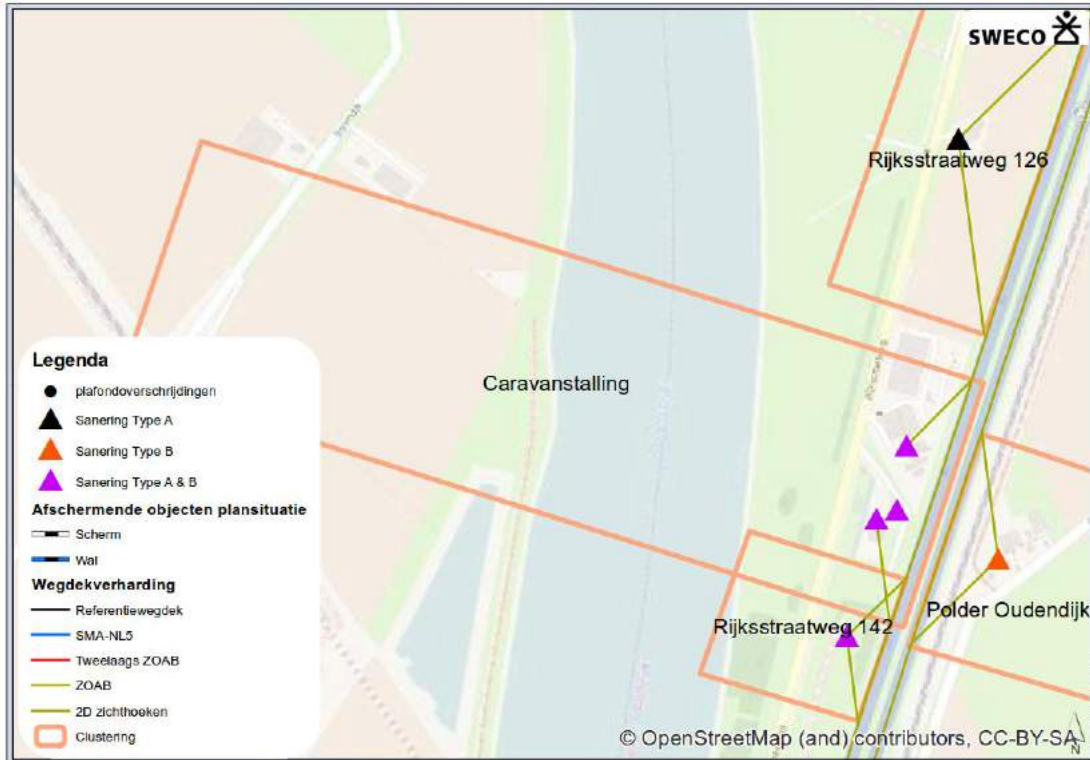 SWECO
Rijksstraatweg 126
Caravanstalling
Legenda
plafondoverschrijdingen
Sanering Type A
Sanering Type B
Sanering Type A & B
Afschermende objecten plansituatie
Scherm
Wal
Wegdekverharding
Referentiewegdek
SMA-NL5
Tweelaags ZOAB
ZOAB
2D zichthoeken
Clustering
Polder Oudendijk
Rijksstraatweg 142
© OpenStreetMap (and) contributors, CC-BY-SA
N